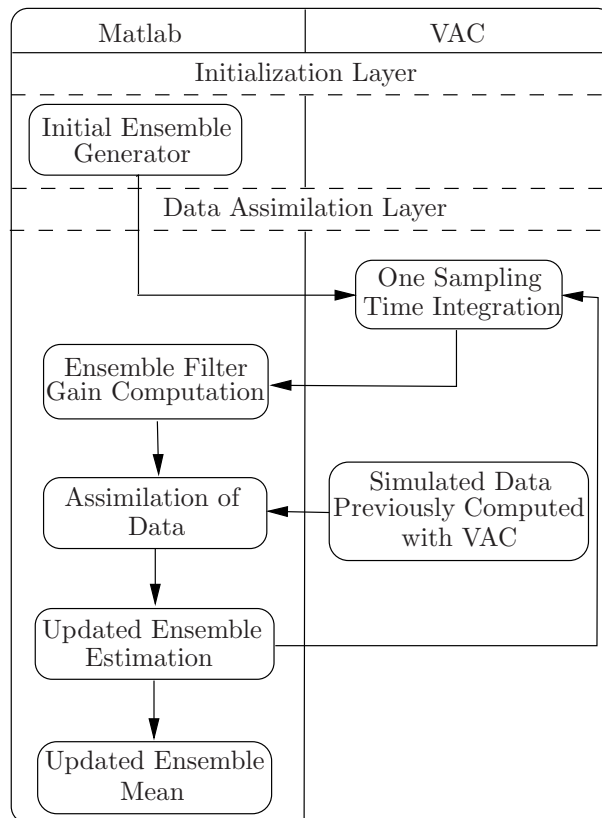 Matlab VAC
Initialization Layer
Initial Ensemble
Generator
Data Assimilation Layer
One Sampling
Time Integration
Ensemble Filter
Gain Computation
Assimilation of
Data
Simulated Data
Previously Computed
with VAC
Updated Ensemble
Estimation
Updated Ensemble
Mean